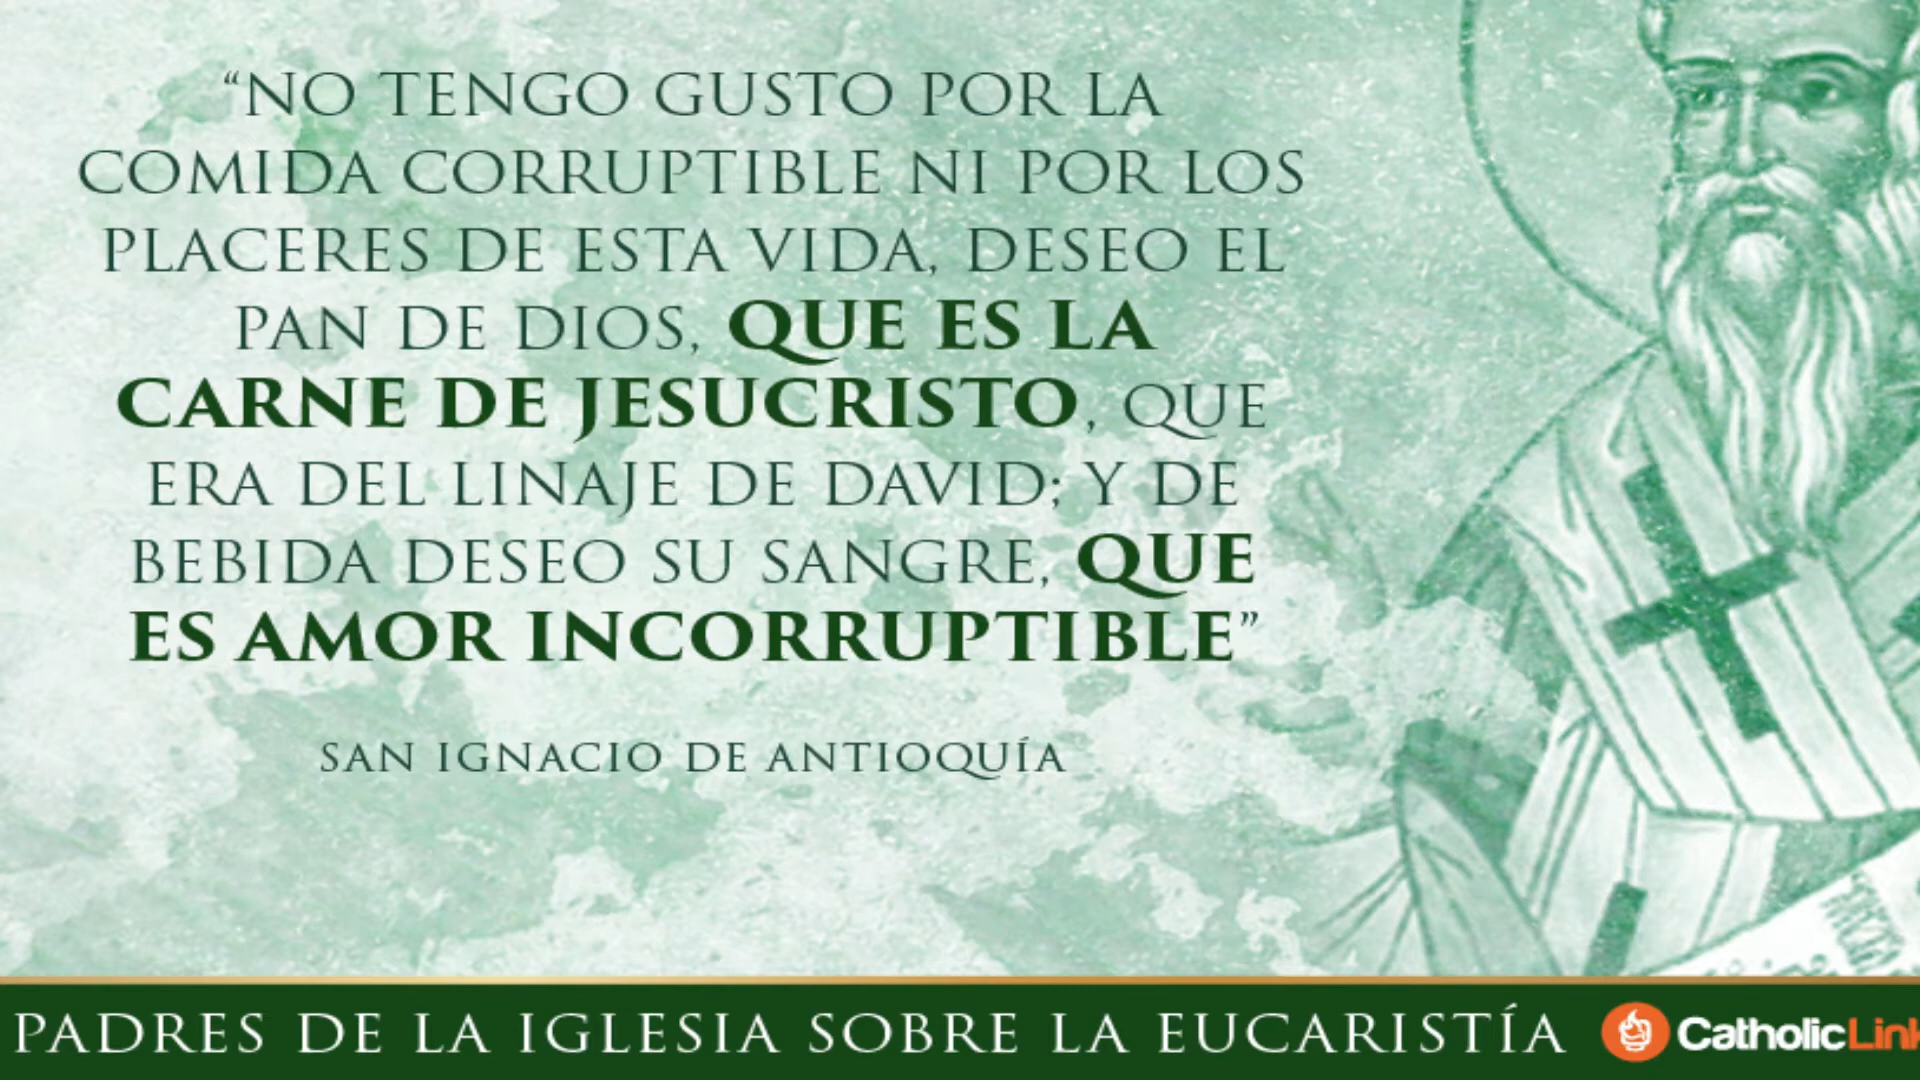 “NO TENGO GUSTO POR LA
COMIDA CORRUPTIBLE NI POR LOS
PLACERES DE ESTA VIDA, DESEO EL
PAN DE DIOS, QUE ES LA
CARNE DE JESUCRISTO, QUE
ERA DEL LINAJE DE DAVID; Y DE
BEBIDA DESEO SU SANGRE, QUE
ES AMOR INCORRUPTIBLE”
SAN IGNACIO DE ANTIOQUÍA
PADRES DE LA IGLESIA SOBRE LA EUCARISTÍA
CatholicLink